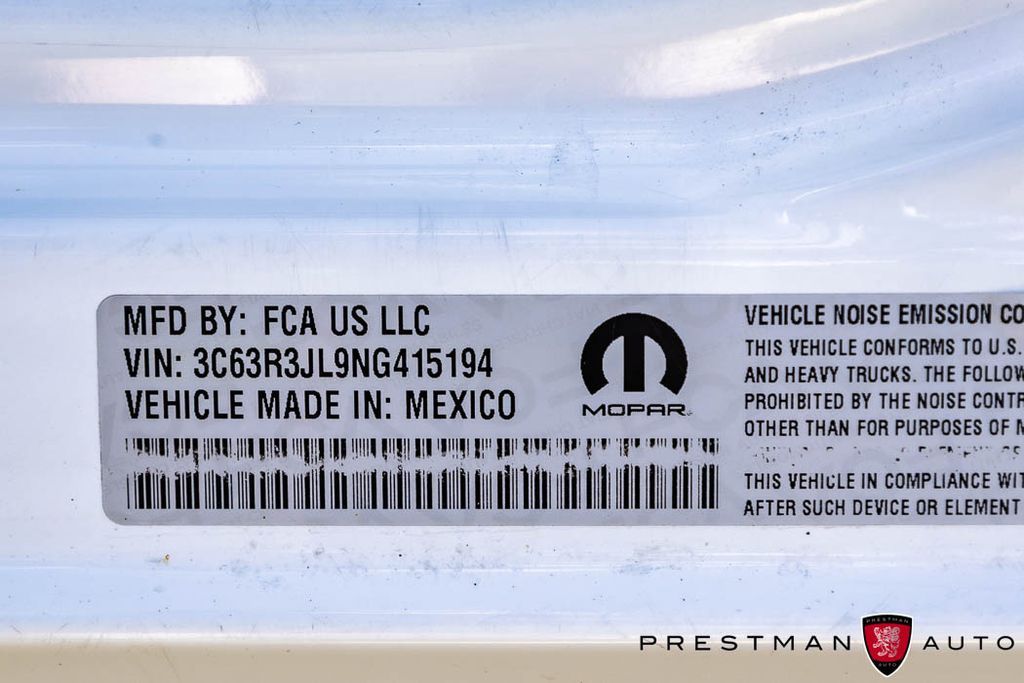 MFD BY: FCA US LLC
VIN: 3C63R3JL9NG415194
VEHICLE MADE IN: MEXICO
MOPAR
VEHICLE NOISE EMISSION CO
THIS VEHICLE CONFORMS TO U.S.
AND HEAVY TRUCKS. THE FOLLOW
PROHIBITED BY THE NOISE CONTR
OTHER THAN FOR PURPOSES OF M
THIS VEHICLE IN COMPLIANCE WIT
AFTER SUCH DEVICE OR ELEMENT
PRESTMAN AUTO
PRESTMAN
AUTO